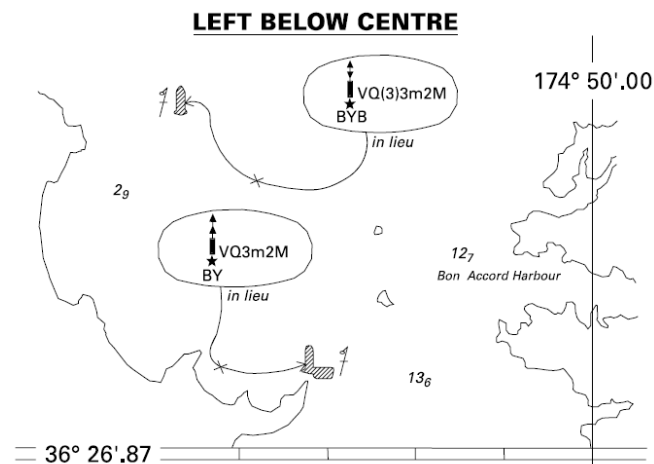 LEFT BELOW CENTRE
174° 50'.00
VQ(3)3m2M
BYB
in lieu
2₉
VQ3m2M
BY
in lieu
12₇
Bon Accord Harbour
13₆
36° 26'.87